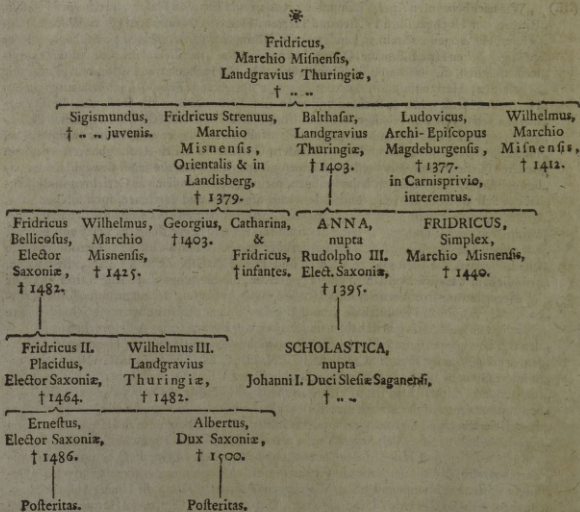 *
Fridricus,
Marchio Miſnenſis,
Landgravius Thuringiæ,
† .. ..
Sigismundus,
† .. .. juvenis.
Fridricus Strenuus,
Marchio
Misnenſis,
Orientalis & in
Landisberg,
† 1379.
Balthaſar,
Landgravius
Thuringiæ,
† 1403.
Ludovicus,
Archi-Epiſcopus
Magdeburgenſis,
† 1377.
in Carnisprivio,
interemtus.
Wilhelmus,
Marchio
Miſnenſis,
† 1412.
Fridricus
Bellicoſus,
Elector
Saxoniæ,
† 1482.
Wilhelmus,
Marchio
Misnenſis,
† 1425.
Georgius,
† 1403.
Catharina,
&
Fridricus,
† infantes.
ANNA,
nupta
Rudolpho III.
Elect. Saxoniæ,
† 1395.
FRIDRICUS,
Simplex,
Marchio Misnenſis,
† 1440.
Fridricus II.
Placidus,
Elector Saxoniæ,
† 1464.
Wilhelmus III.
Landgravius
Thuringiæ,
† 1482.
SCHOLASTICA,
nupta
Johanni I. Duci Sleſiæ Saganenſi,
† .. ..
Erneſtus,
Elector Saxoniæ,
† 1486.
Albertus,
Dux Saxoniæ,
† 1500.
Poſteritas.
Poſteritas.